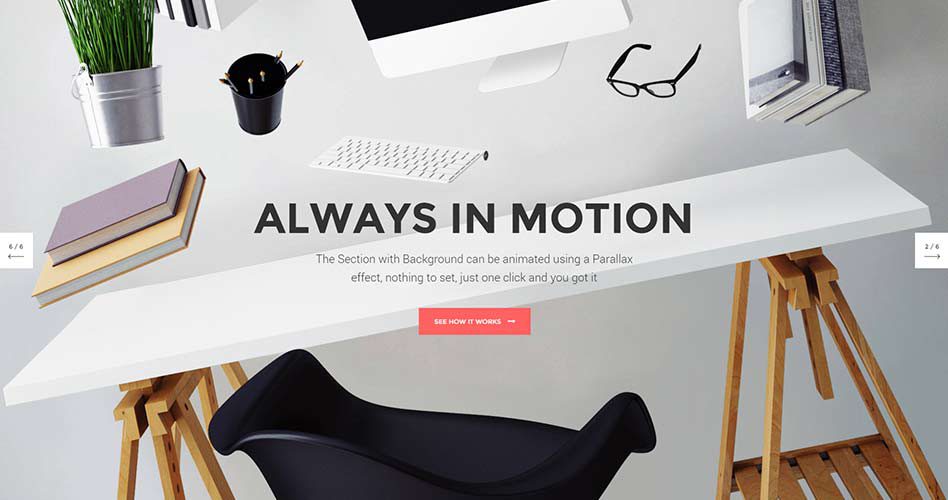 ALWAYS IN MOTION
The Section with Background can be animated using a Parallax
effect, nothing to set, just one click and you got it
6 / 6
2 / 6
SEE HOW IT WORKS